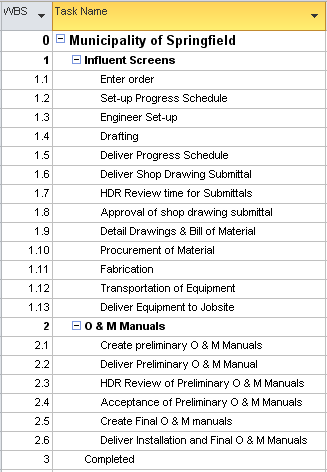 WBS Task Name
0 Municipality of Springfield
1 Influent Screens
1.1 Enter order
1.2 Set-up Progress Schedule
1.3 Engineer Set-up
1.4 Drafting
1.5 Deliver Progress Schedule
1.6 Deliver Shop Drawing Submittal
1.7 HDR Review time for Submittals
1.8 Approval of shop drawing submittal
1.9 Detail Drawings & Bill of Material
1.10 Procurement of Material
1.11 Fabrication
1.12 Transportation of Equipment
1.13 Deliver Equipment to Jobsite
2 O & M Manuals
2.1 Create preliminary O & M Manuals
2.2 Deliver Preliminary O & M Manual
2.3 HDR Review of Preliminary O & M Manuals
2.4 Acceptance of Preliminary O & M Manuals
2.5 Create Final O & M manuals
2.6 Deliver Installation and Final O & M Manuals
3 Completed